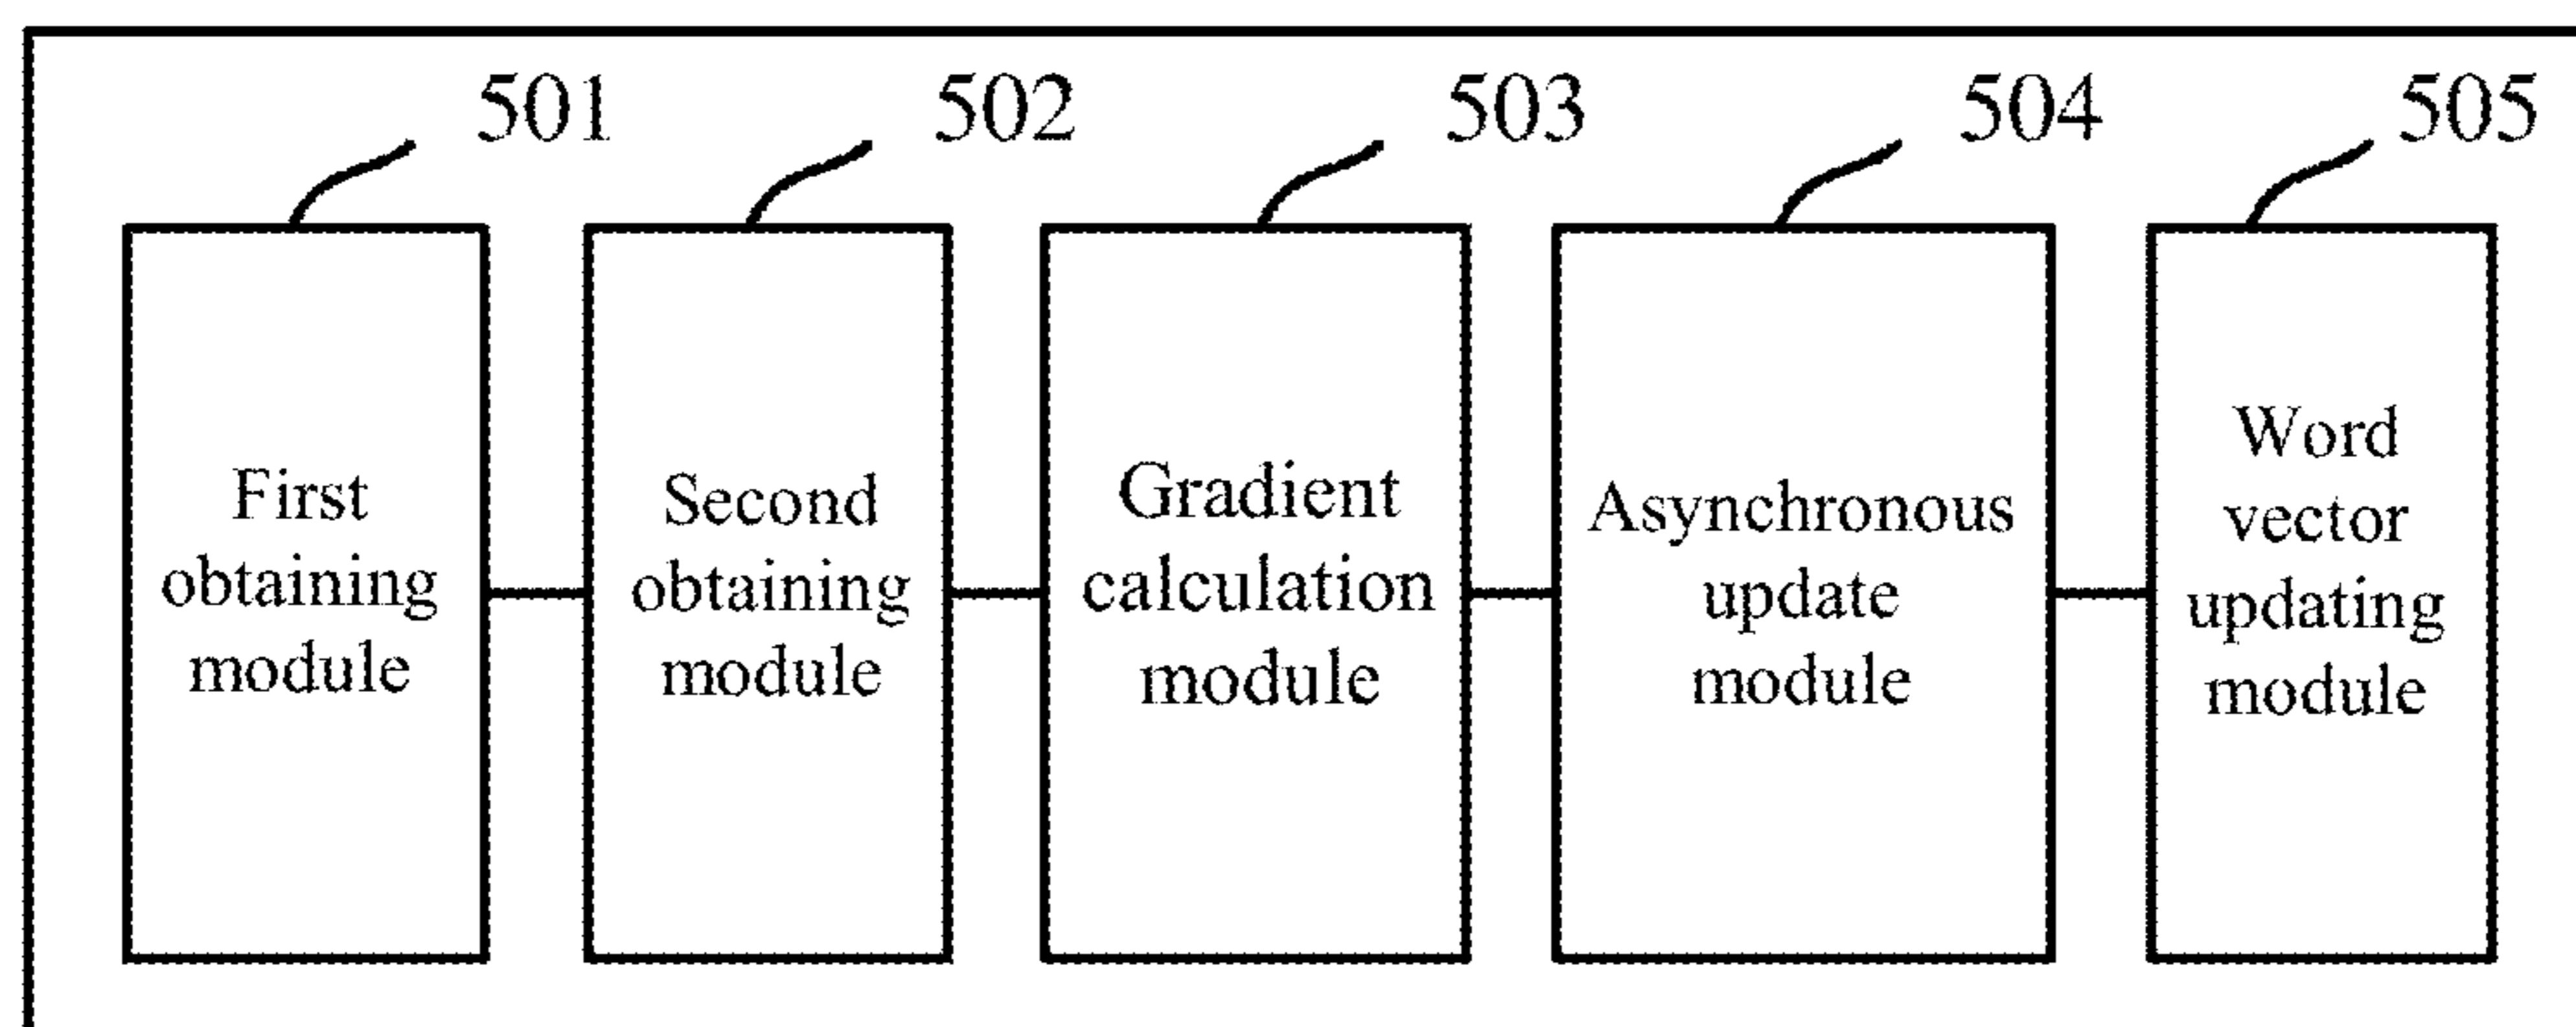 501
502
503
504
505
First
obtaining
module
Second
obtaining
module
Gradient
calculation
module
Asynchronous
update
module
Word
vector
updating
module